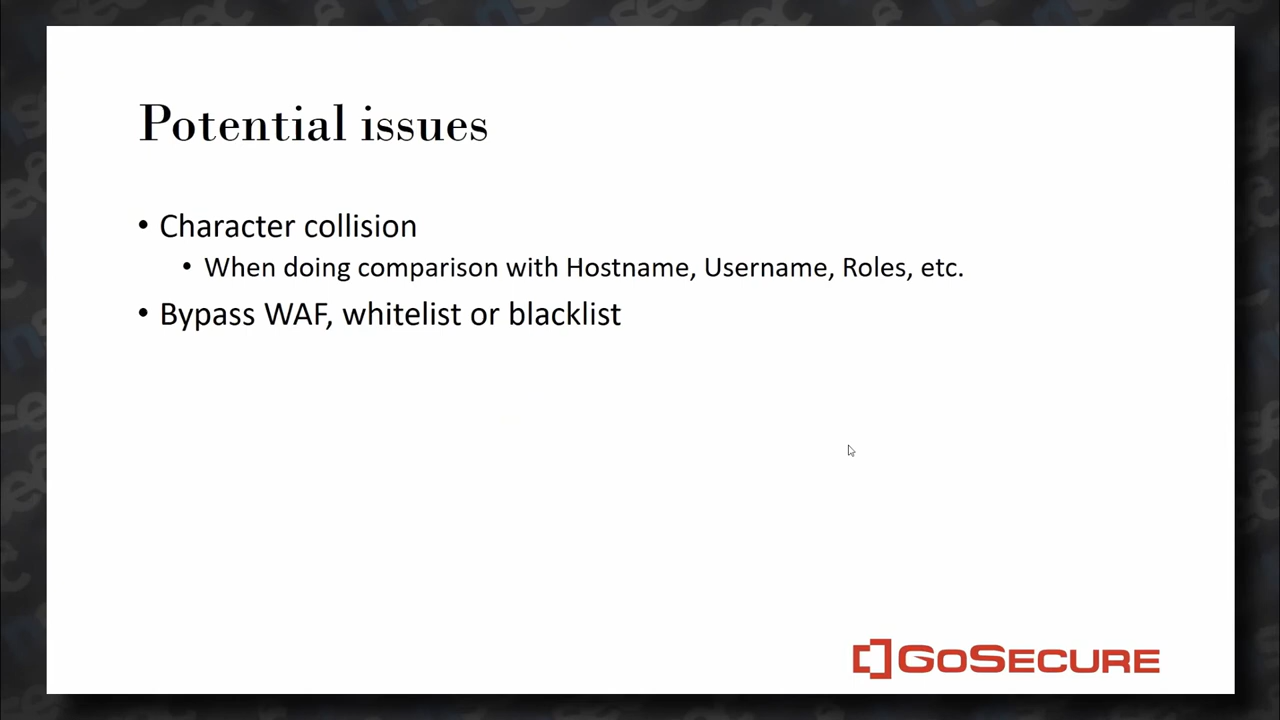 Potential issues
• Character collision
• When doing comparison with Hostname, Username, Roles, etc.
• Bypass WAF, whitelist or blacklist
GOSECURE